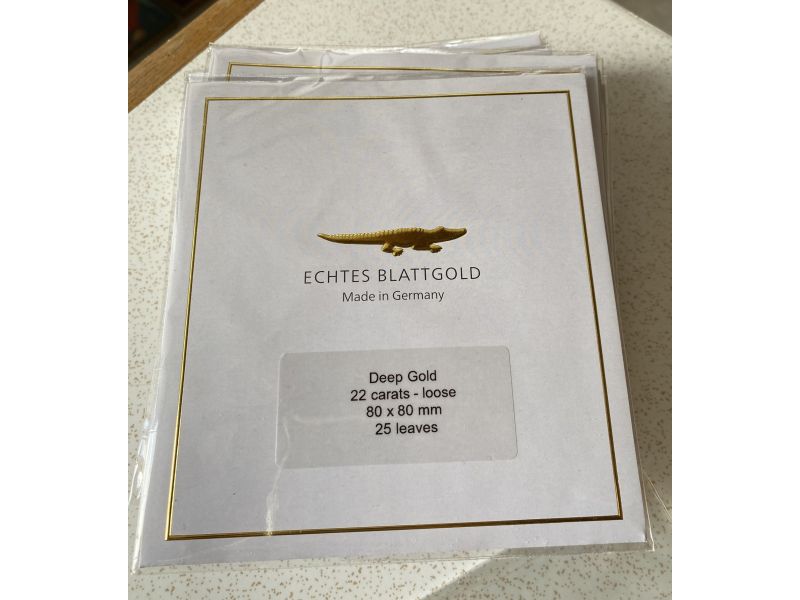 ECHTES BLATTGOLD
Made in Germany
Deep Gold
22 carats - loose
80 x 80 mm
25 leaves